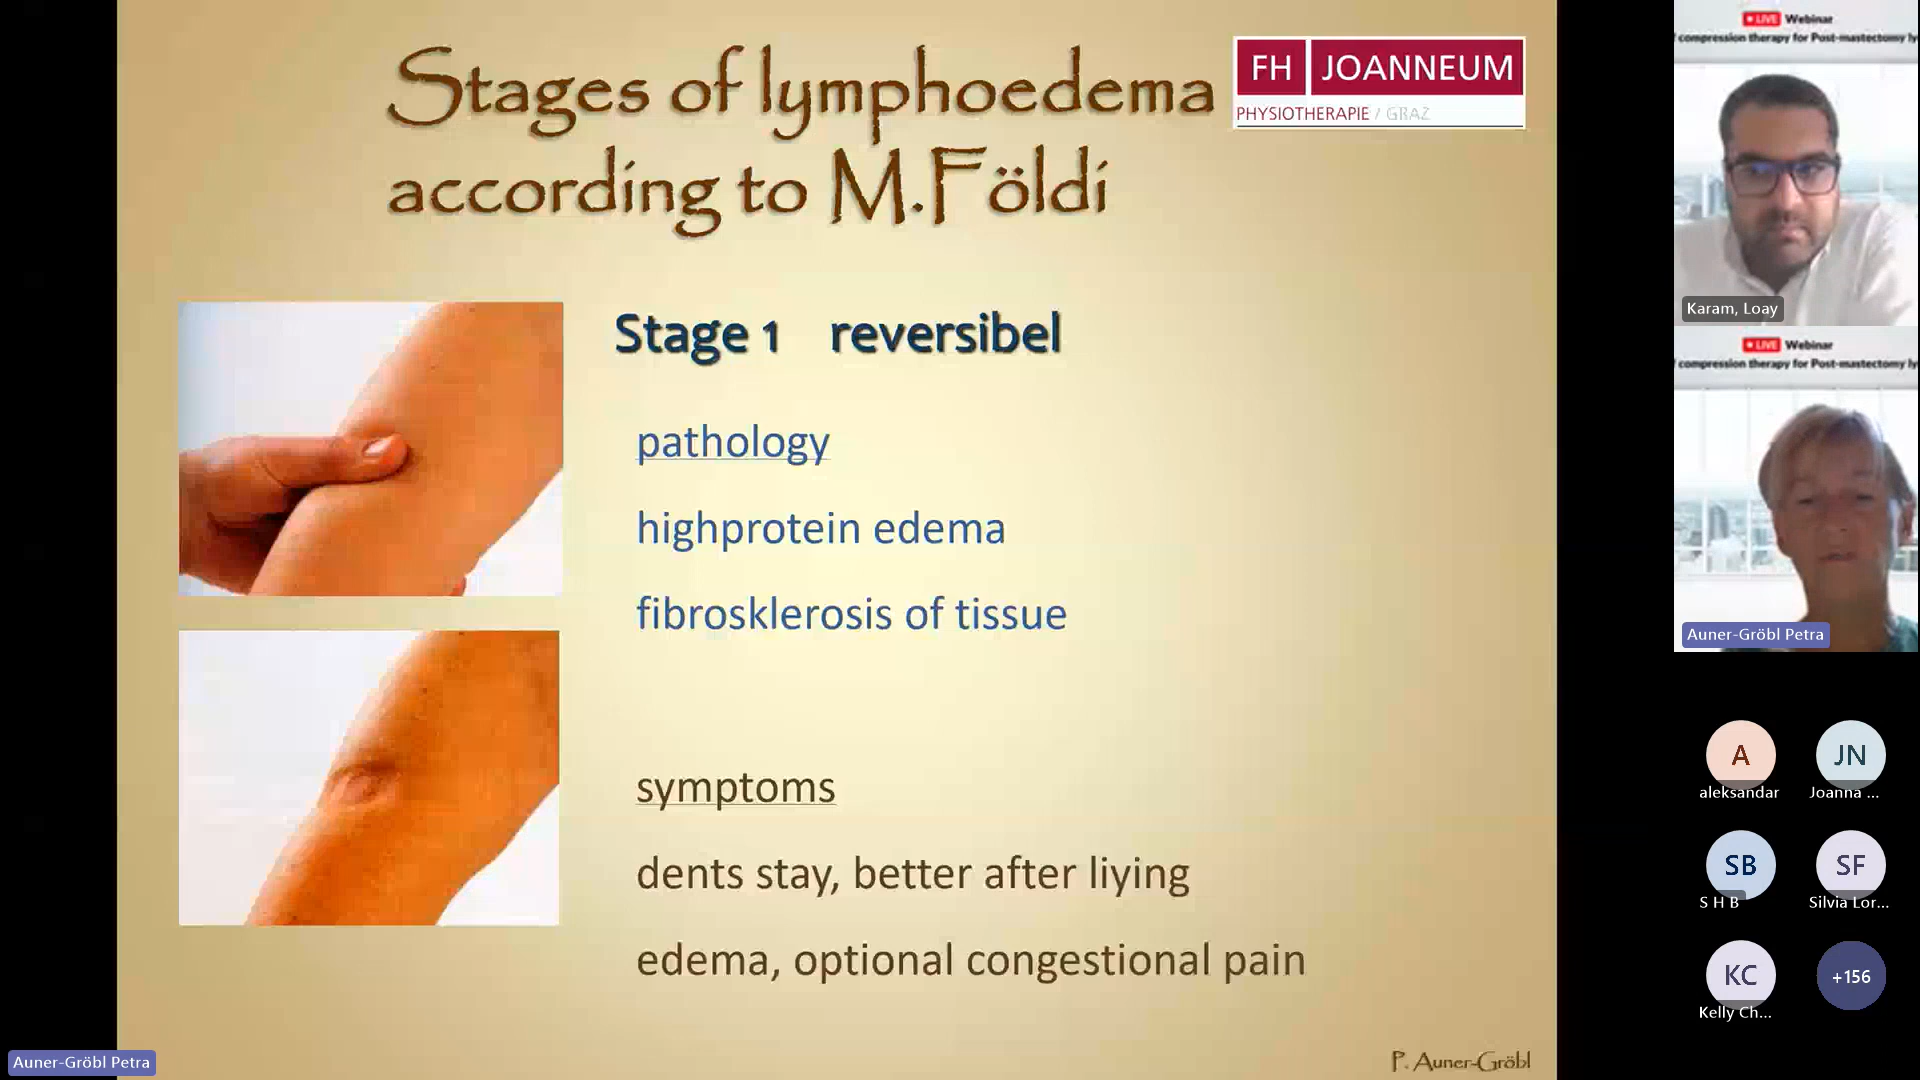 Stages of lymphoedema
according to M.Földi
FH JOANNEUM
PHYSIOTHERAPIE / GRAZ
Stage 1 reversibel
pathology
highprotein edema
fibrosklerosis of tissue
symptoms
dents stay, better after liying
edema, optional congestional pain
P. Auner-Gröbl
Auner-Gröbl Petra
LIVE Webinar
compression therapy for Post-mastectomy ly
Karam, Loay
LIVE Webinar
compression therapy for Post-mastectomy ly
Auner-Gröbl Petra
A
aleksandar
JN
Joanna ...
SB
S H B
SF
Silvia Lor...
KC
Kelly Ch...
+156